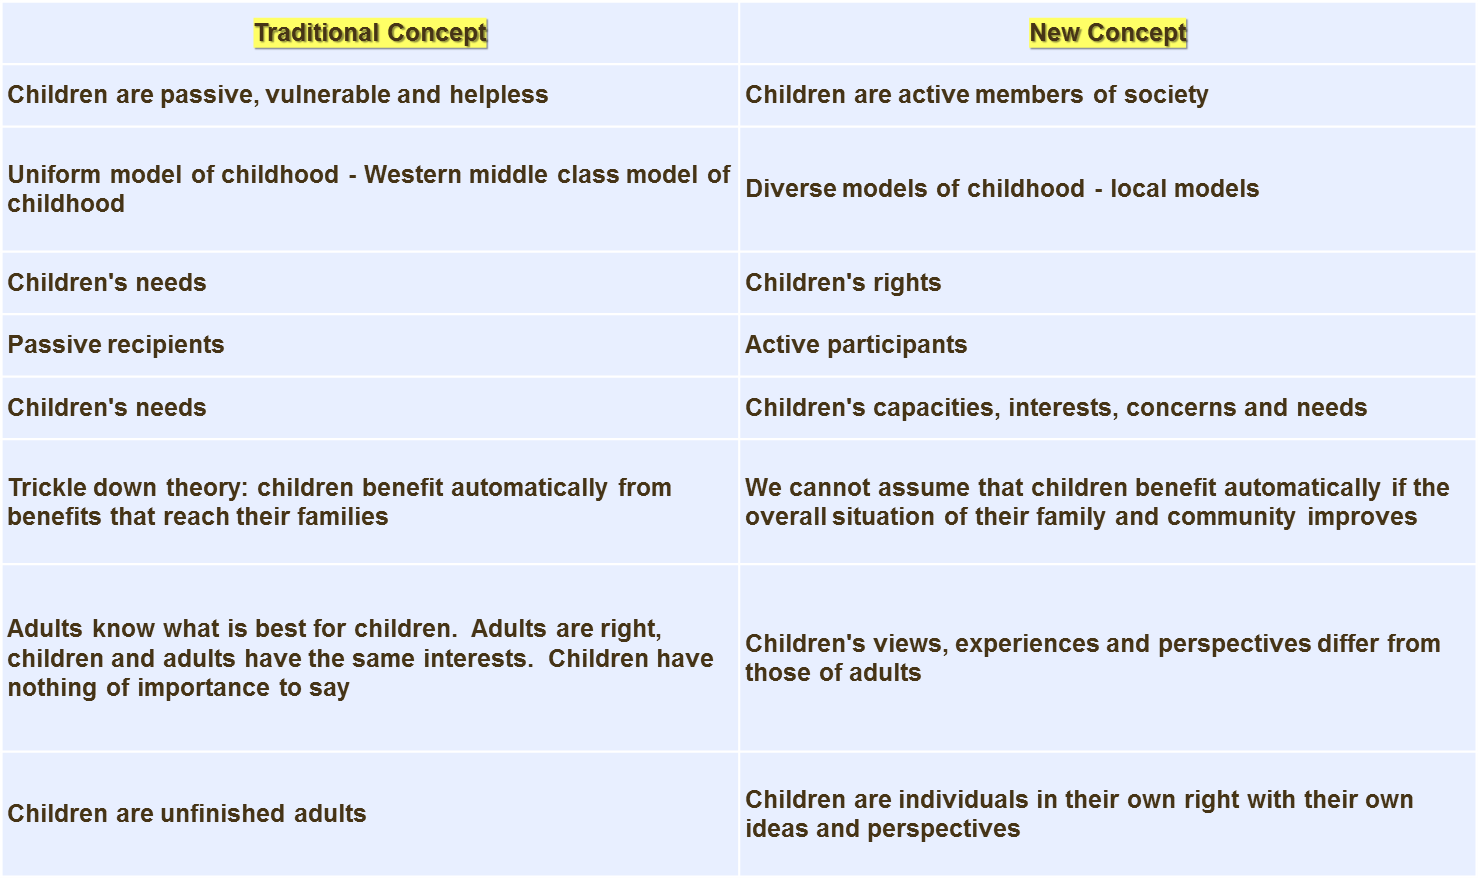 Traditional Concept
New Concept
Children are passive, vulnerable and helpless
Children are active members of society
Uniform model of childhood - Western middle class model of
childhood
Diverse models of childhood - local models
Children's needs
Children's rights
Passive recipients
Active participants
Children's needs
Children's capacities, interests, concerns and needs
Trickle down theory: children benefit automatically from
benefits that reach their families
We cannot assume that children benefit automatically if the
overall situation of their family and community improves
Adults know what is best for children.  Adults are right,
children and adults have the same interests.  Children have
nothing of importance to say
Children's views, experiences and perspectives differ from
those of adults
Children are unfinished adults
Children are individuals in their own right with their own
ideas and perspectives